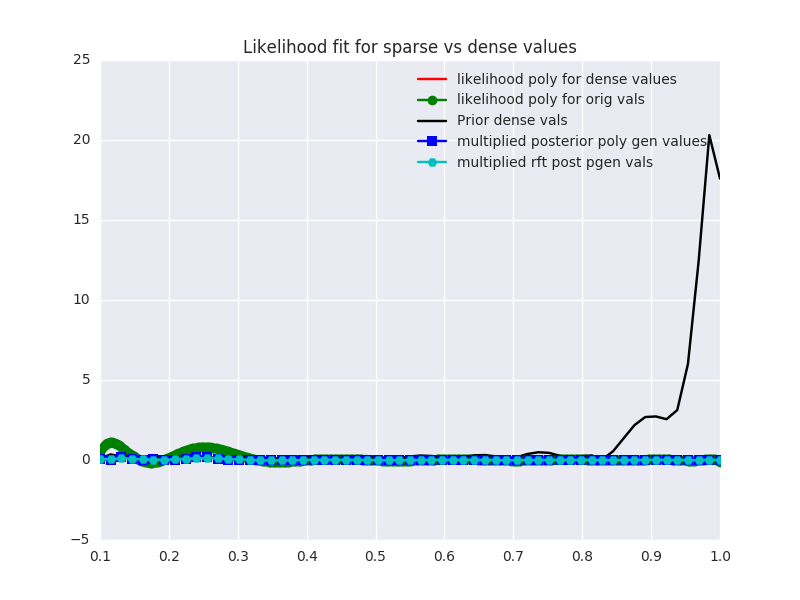 Likelihood fit for sparse vs dense values
25
20
15
10
5
0
−5
likelihood poly for dense values
likelihood poly for orig vals
Prior dense vals
multiplied posterior poly gen values
multiplied rft post pgen vals
0.1 0.2 0.3 0.4 0.5 0.6 0.7 0.8 0.9 1.0